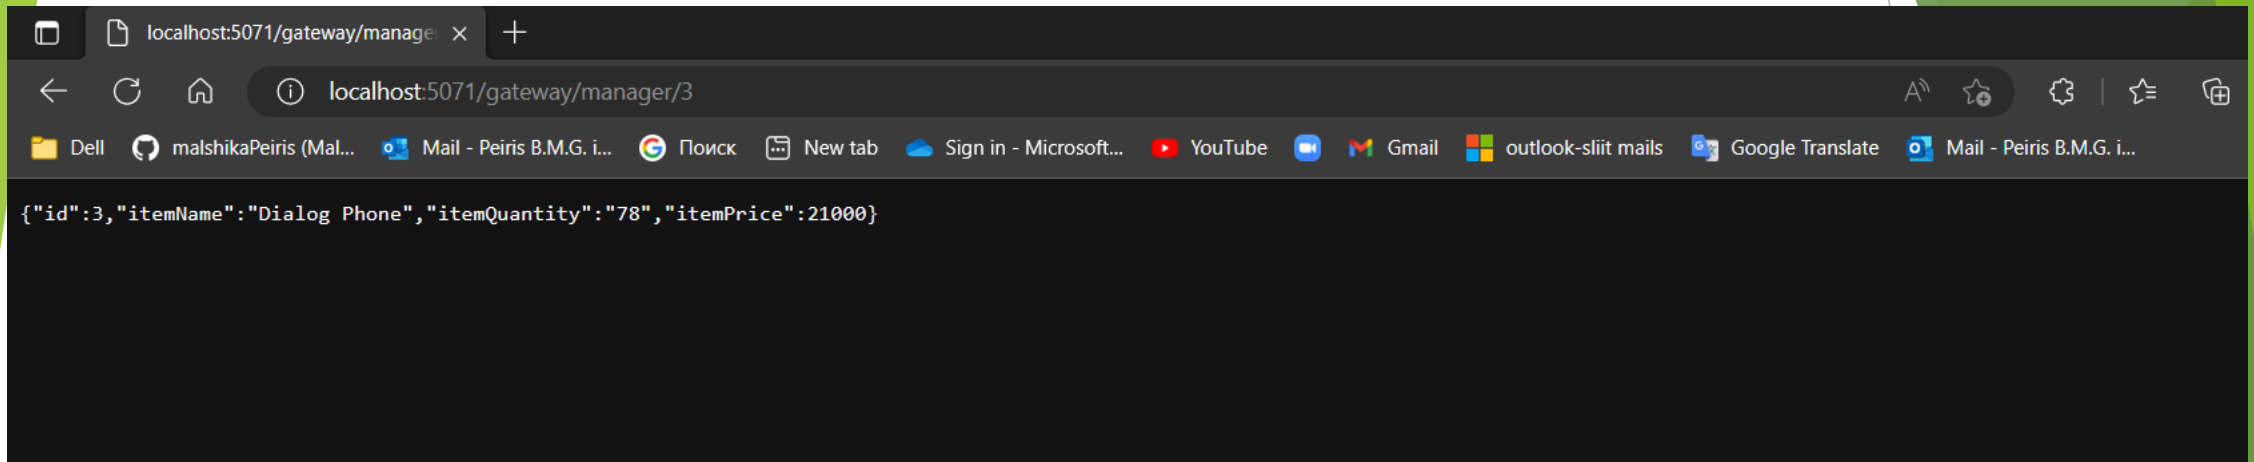 localhost:5071/gateway/manage
localhost:5071/gateway/manager/3
Dell malshikaPeiris (Mal... Mail - Peiris B.M.G. i... Поиск New tab Sign in - Microsoft... YouTube Gmail outlook-sliit mails Google Translate Mail - Peiris B.M.G. i...
{"id":3,"itemName":"Dialog Phone","itemQuantity":"78","itemPrice":21000}